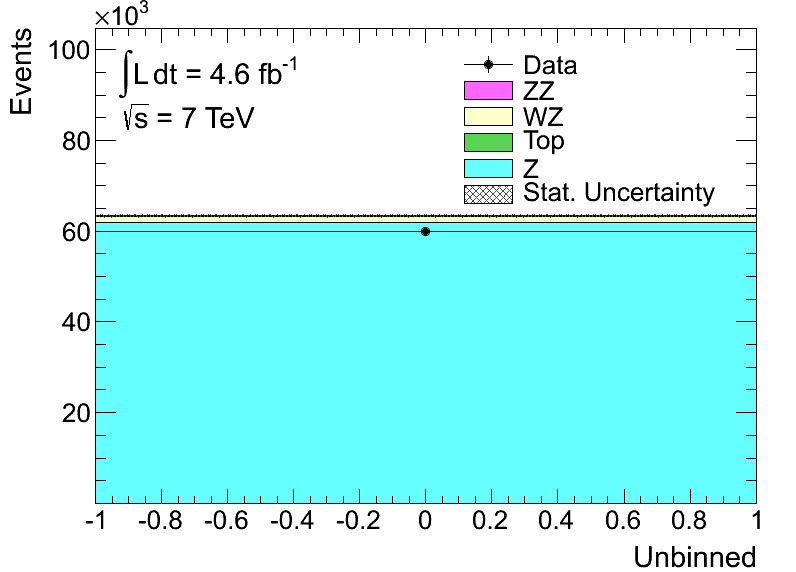 ×10³
Events
100
80
60
40
20
∫L dt = 4.6 fb⁻¹
√s = 7 TeV
Data
ZZ
WZ
Top
Z
Stat. Uncertainty
-1 -0.8 -0.6 -0.4 -0.2 0 0.2 0.4 0.6 0.8 1
Unbinned